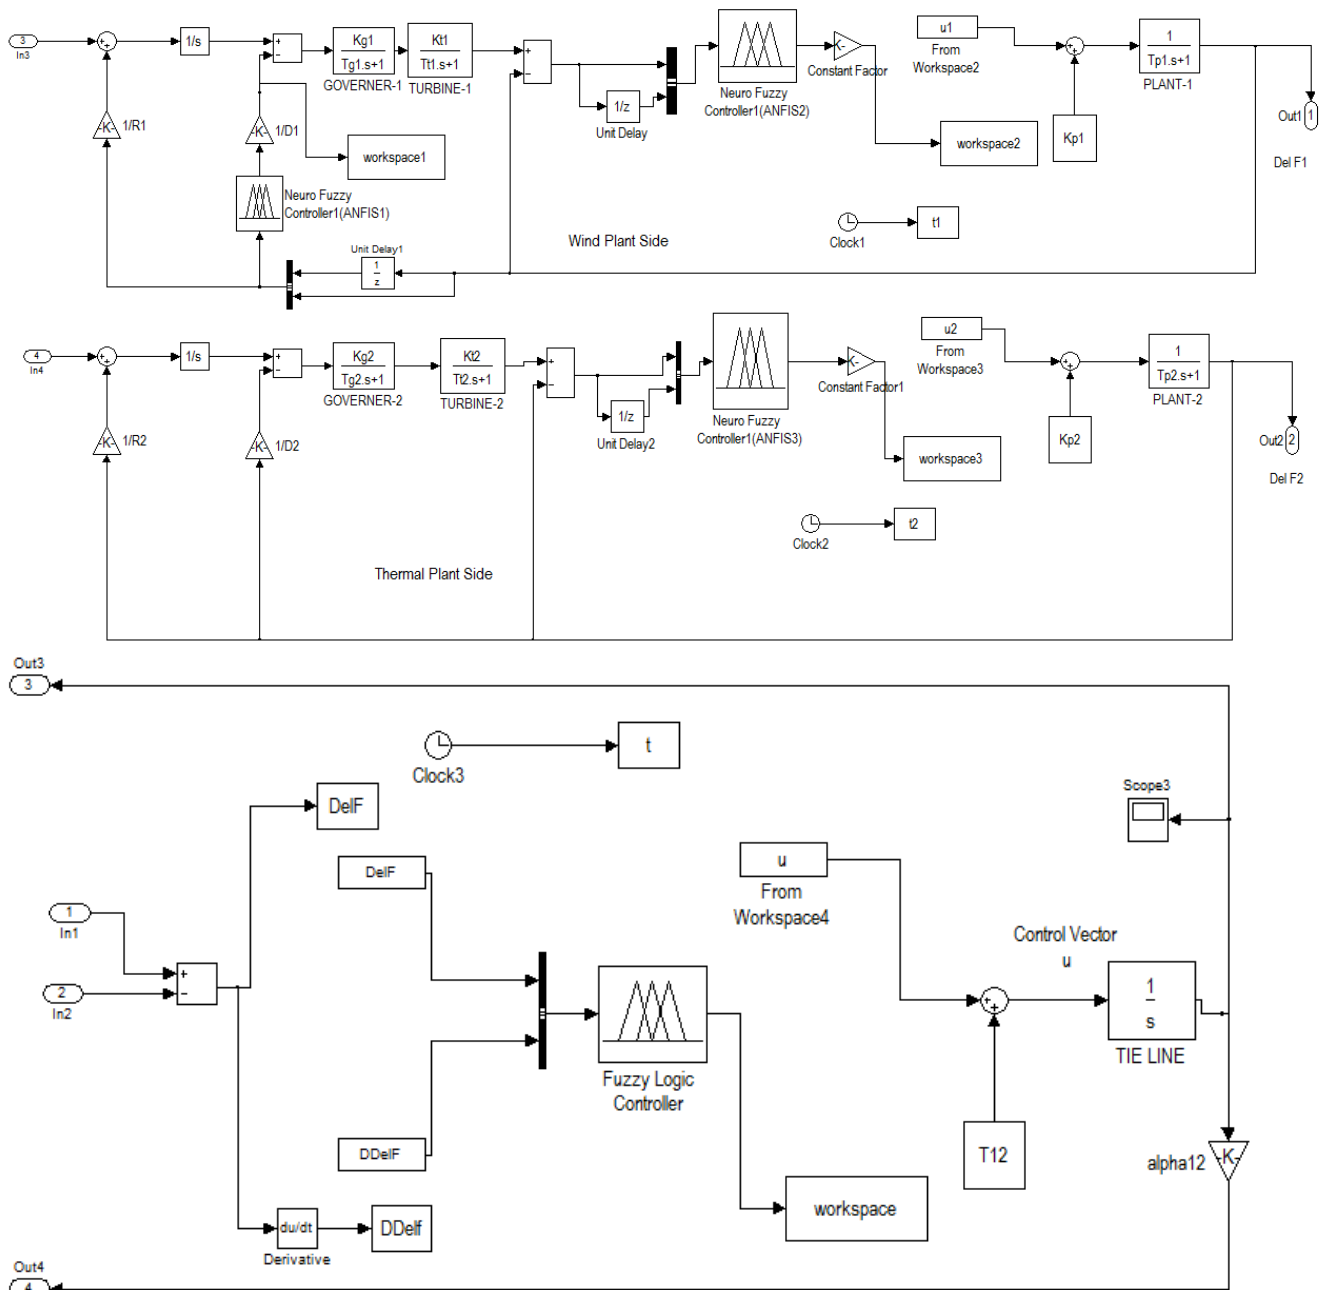 3
In3
+
+
1/s
+
−
Kg1
Tg1.s+1
GOVERNER-1
Kt1
Tt1.s+1
TURBINE-1
+
−
1/z
Unit Delay
Neuro Fuzzy
Controller1(ANFIS2)
K-
Constant Factor
u1
From
Workspace2
+
+
1
Tp1.s+1
PLANT-1
Out1
1
Del F1
Kp1
workspace2
-K-
1/R1
-K-
1/D1
workspace1
Neuro Fuzzy
Controller1(ANFIS1)
Clock1
t1
Wind Plant Side
Unit Delay1
1
z
4
In4
+
+
1/s
+
−
Kg2
Tg2.s+1
GOVERNER-2
Kt2
Tt2.s+1
TURBINE-2
+
−
1/z
Unit Delay2
Neuro Fuzzy
Controller1(ANFIS3)
K-
Constant Factor1
u2
From
Workspace3
+
+
1
Tp2.s+1
PLANT-2
Out2
2
Del F2
Kp2
workspace3
-K-
1/R2
-K-
1/D2
Clock2
t2
Thermal Plant Side
Out3
3
Clock3
t
Scope3
DelF
DelF
u
From
Workspace4
1
In1
2
In2
+
−
Control Vector
u
+
+
1
s
TIE LINE
Fuzzy Logic
Controller
T12
DDelF
alpha12
-K-
workspace
du/dt
Derivative
DDelf
Out4
4